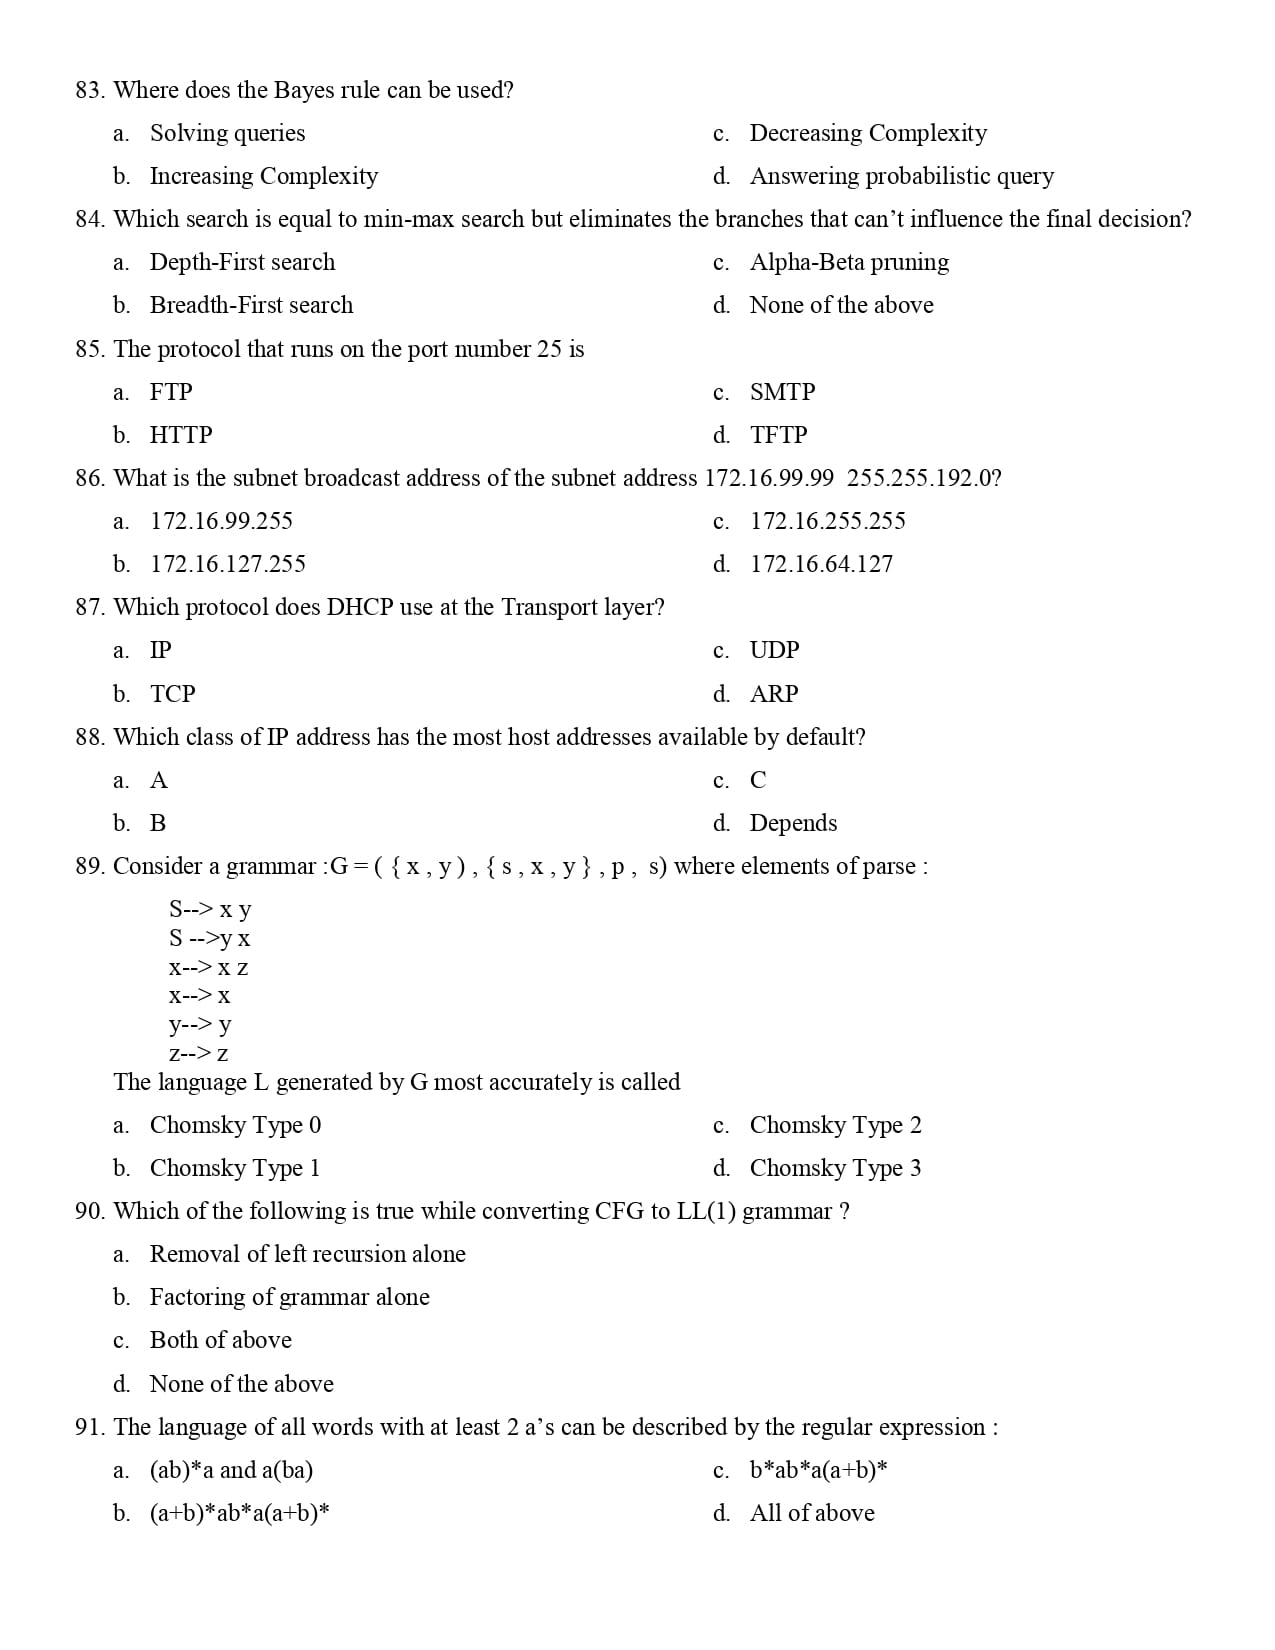 83. Where does the Bayes rule can be used?
a. Solving queries
c. Decreasing Complexity
b. Increasing Complexity
d. Answering probabilistic query
84. Which search is equal to min-max search but eliminates the branches that can’t influence the final decision?
a. Depth-First search
c. Alpha-Beta pruning
b. Breadth-First search
d. None of the above
85. The protocol that runs on the port number 25 is
a. FTP
c. SMTP
b. HTTP
d. TFTP
86. What is the subnet broadcast address of the subnet address 172.16.99.99  255.255.192.0?
a. 172.16.99.255
c. 172.16.255.255
b. 172.16.127.255
d. 172.16.64.127
87. Which protocol does DHCP use at the Transport layer?
a. IP
c. UDP
b. TCP
d. ARP
88. Which class of IP address has the most host addresses available by default?
a. A
c. C
b. B
d. Depends
89. Consider a grammar :G = ( { x , y ) , { s , x , y } , p ,  s) where elements of parse :
S--> x y
S -->y x
x--> x z
x--> x
y--> y
z--> z
The language L generated by G most accurately is called
a. Chomsky Type 0
c. Chomsky Type 2
b. Chomsky Type 1
d. Chomsky Type 3
90. Which of the following is true while converting CFG to LL(1) grammar ?
a. Removal of left recursion alone
b. Factoring of grammar alone
c. Both of above
d. None of the above
91. The language of all words with at least 2 a’s can be described by the regular expression :
a. (ab)*a and a(ba)
c. b*ab*a(a+b)*
b. (a+b)*ab*a(a+b)*
d. All of above